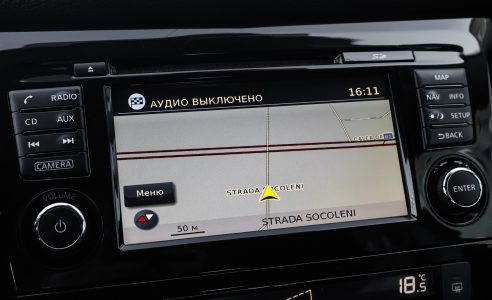 SD
RADIO
CD AUX
CAMERA
VOLUME
АУДИО ВЫКЛЮЧЕНО 16:11
STRADA SOCOLENI
Меню
50 м
STRADA SOCOLENI
MAP
NAV INFO
SETUP
BACK
ENTER
18.5 °C